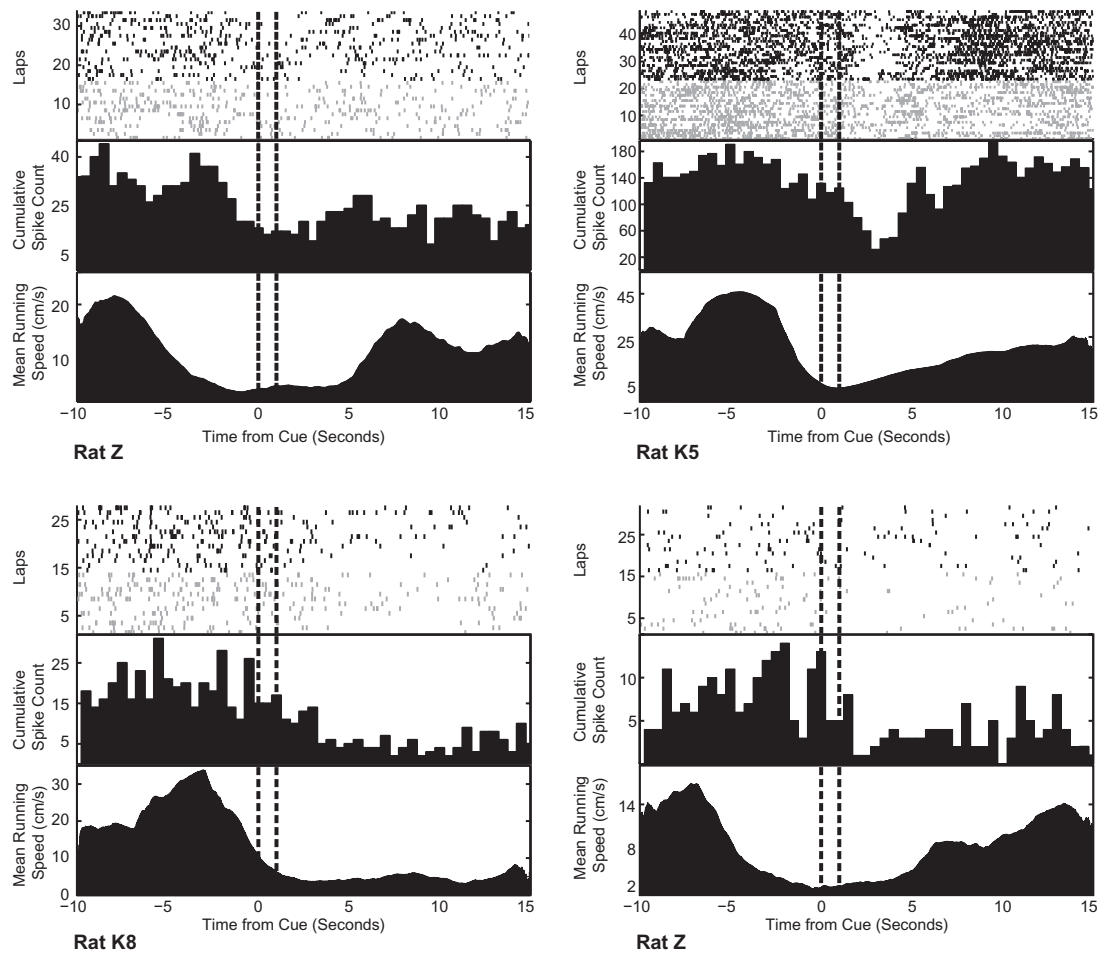 30
20
10
Laps
40
25
5
Cumulative
Spike Count
20
10
Mean Running
Speed (cm/s)
−10 −5 0 5 10 15
Time from Cue (Seconds)
Rat Z
40
30
20
10
Laps
180
140
100
60
20
Cumulative
Spike Count
45
25
5
Mean Running
Speed (cm/s)
−10 −5 0 5 10 15
Time from Cue (Seconds)
Rat K5
25
15
5
Laps
25
15
5
Cumulative
Spike Count
30
20
10
0
Mean Running
Speed (cm/s)
−10 −5 0 5 10 15
Time from Cue (Seconds)
Rat K8
25
15
5
Laps
10
5
Cumulative
Spike Count
14
8
2
Mean Running
Speed (cm/s)
−10 −5 0 5 10 15
Time from Cue (Seconds)
Rat Z